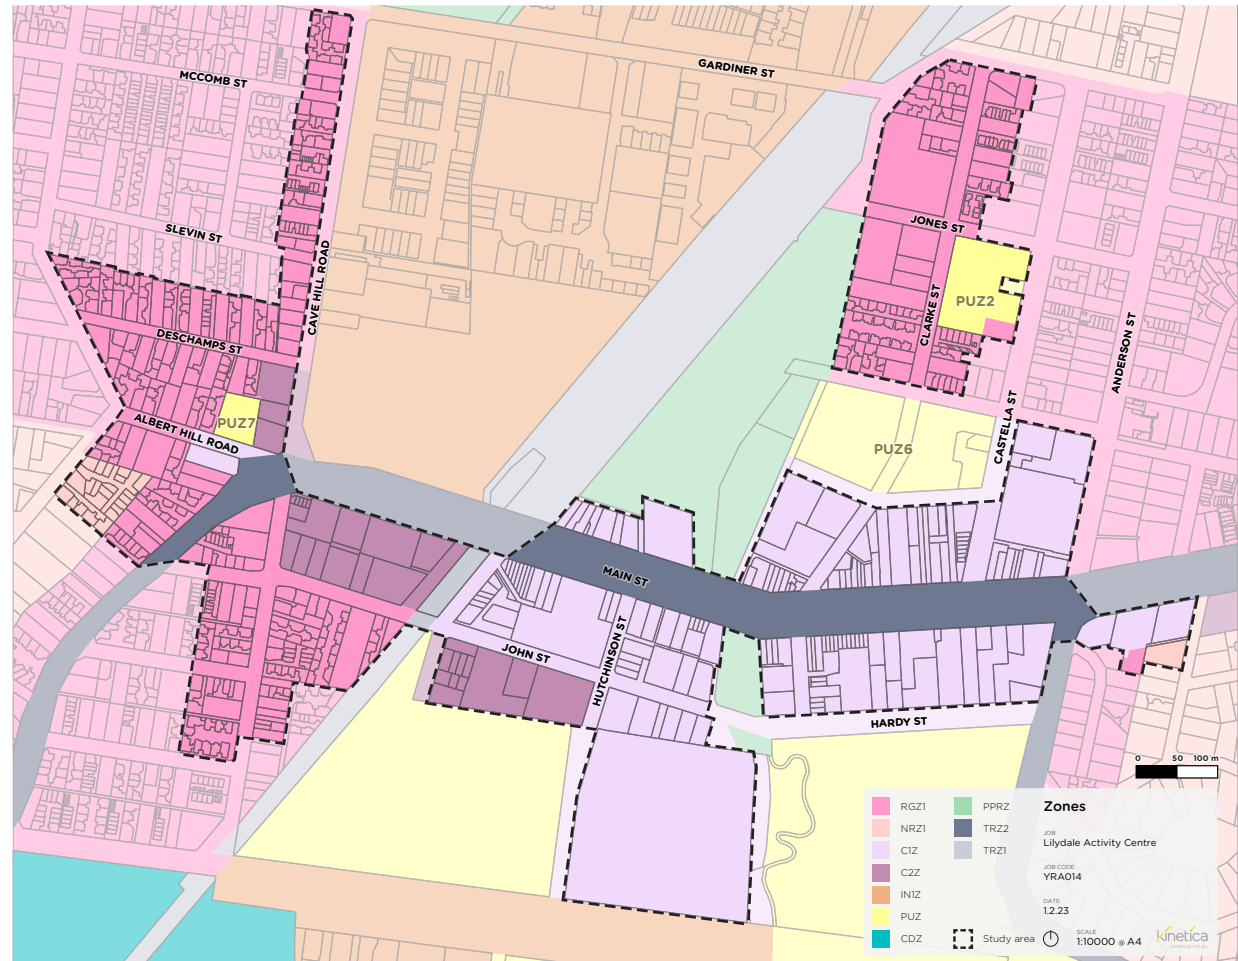 GARDINER ST
MCCOMB ST
JONES ST
SLEVIN ST
CAVE HILL ROAD
PUZ2
CLARKE ST
DESCHAMPS ST
ANDERSON ST
PUZ7
ALBERT HILL ROAD
CASTELLA ST
PUZ6
MAIN ST
JOHN ST
HUTCHINSON ST
HARDY ST
0 50 100 m
RGZ1
NRZ1
C1Z
C2Z
IN1Z
PUZ
CDZ
PPRZ
TRZ2
TRZ1
Study area
Zones
JOB
Lilydale Activity Centre
JOB CODE
YRA014
DATE
1.2.23
SCALE
1:10000 @ A4
kinetica
kinetica.net.au